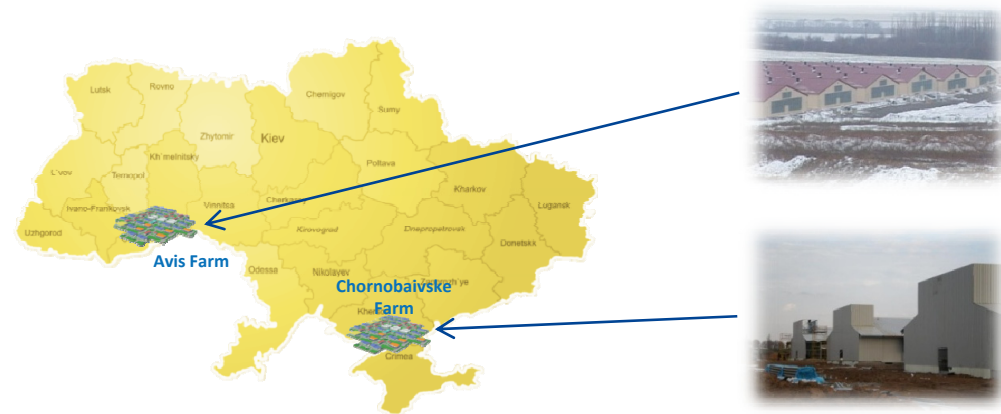 Lutsk
Rovno
Chernigov
Sumy
Zhytomir
Kiev
Kh`melnitsky
L`vov
Ternopol
Poltava
Kharkov
Lugansk
Ivano-Frankovsk
Vinnitsa
Cherkassy
Uzhgorod
Kirovograd
Dnepropetrovsk
Donetsks
Avis Farm
Odessa
Nikolayev
Chornobaivske
Farm
Crimea